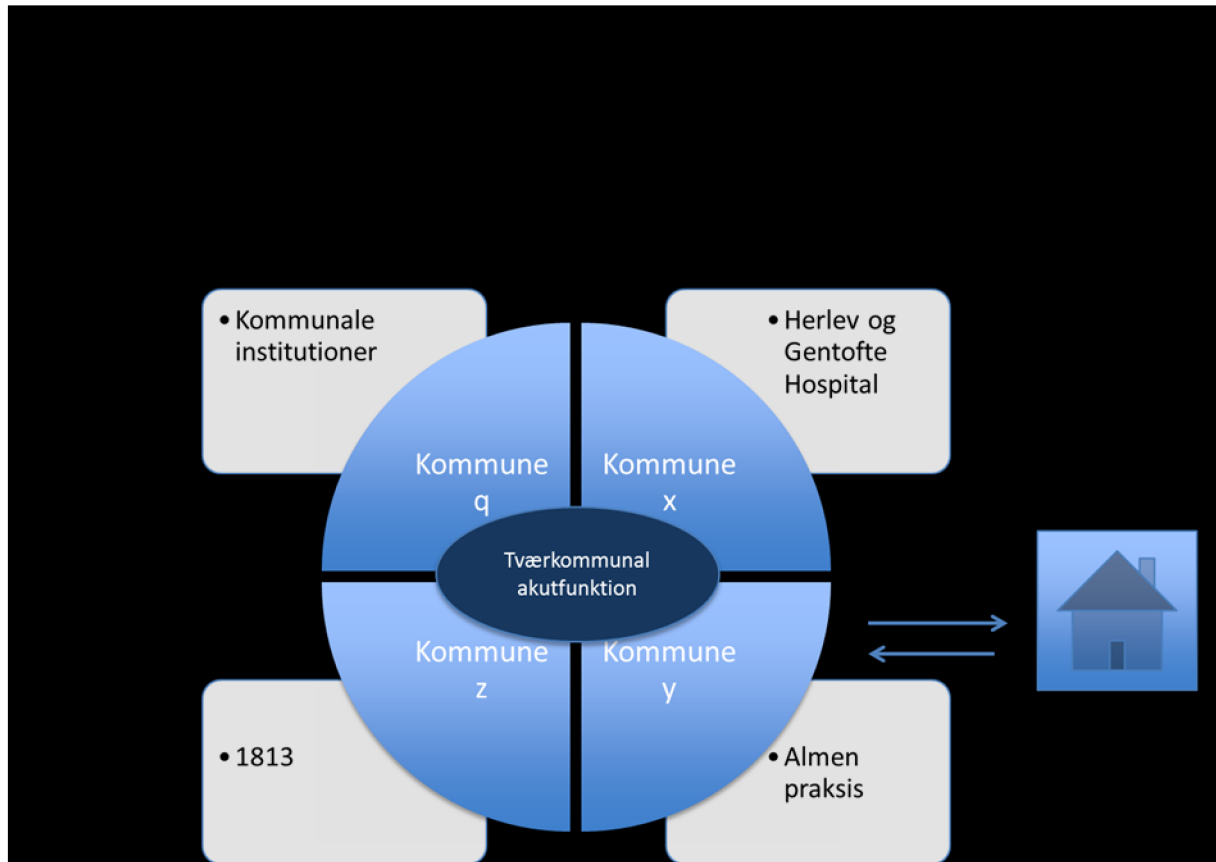 • Kommunale
institutioner
• Herlev og
Gentofte
Hospital
Kommune
q
Kommune
x
Tværkommunal
akutfunktion
Kommune
z
Kommune
y
• 1813
• Almen
praksis